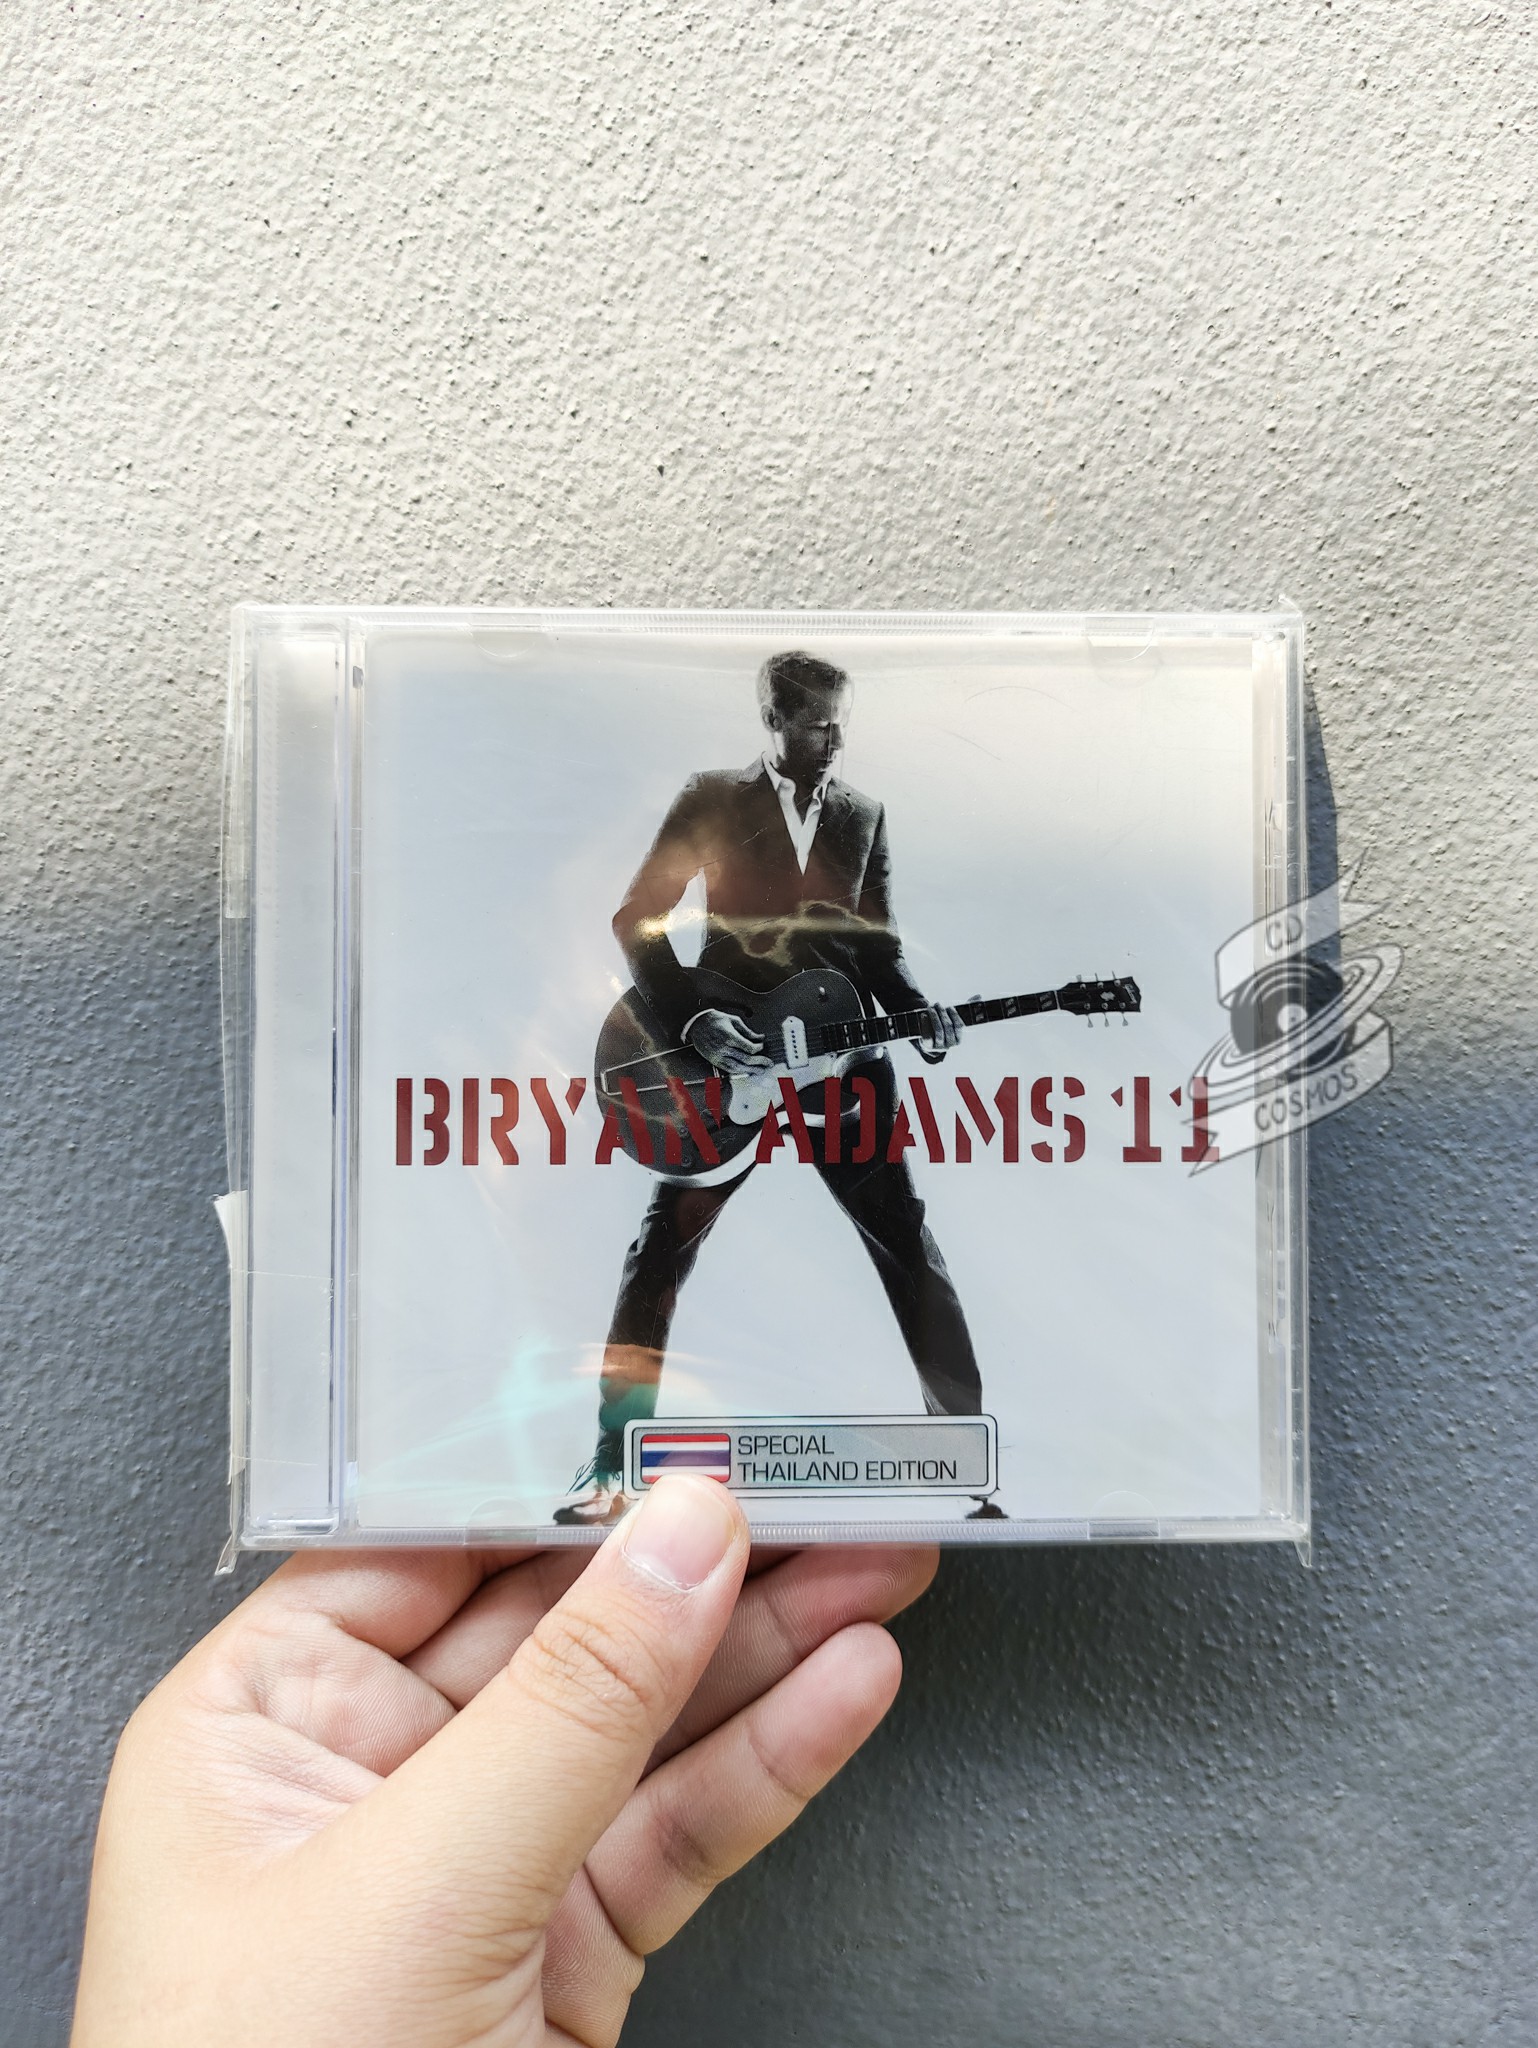 CD
BRYAN ADAMS 11
COSMOS
SPECIAL
THAILAND EDITION